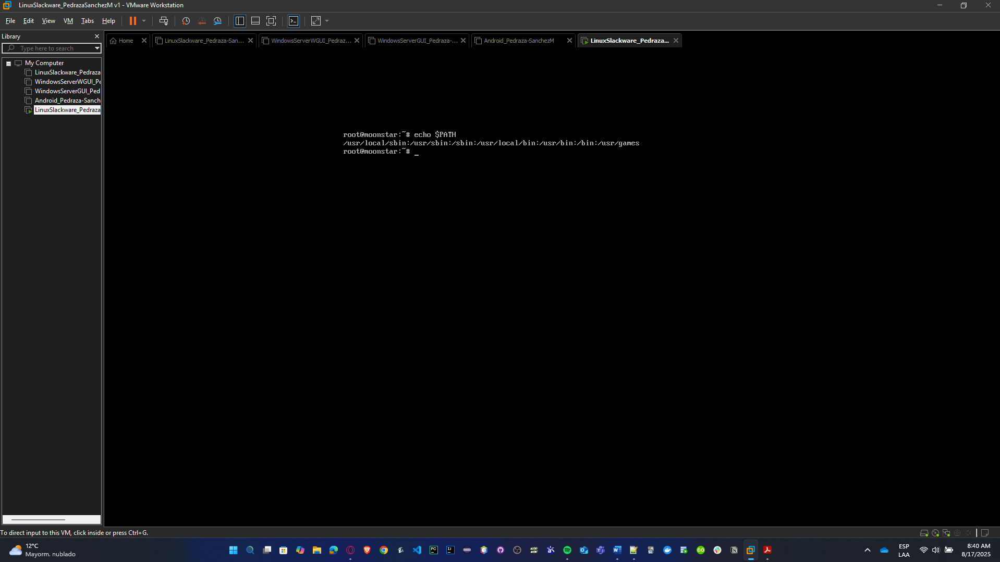 LinuxSlackware_PedrazaSanchezM v1 - VMware Workstation
File Edit View VM Tabs Help
Library
Type here to search
Home
LinuxSlackware_Pedraza-San...
WindowsServerWGUI_Pedraz...
WindowsServerGUI_Pedraza-...
Android_Pedraza-SanchezM
LinuxSlackware_Pedraza...
My Computer
LinuxSlackware_Pedraza
WindowsServerWGUI_Pe
WindowsServerGUI_Ped
Android_Pedraza-Sanch
LinuxSlackware_Pedraza
root@moonstar:~# echo $PATH
/usr/local/sbin:/usr/sbin:/sbin:/usr/local/bin:/usr/bin:/bin:/usr/games
root@moonstar:~# _
To direct input to this VM, click inside or press Ctrl+G.
12°C
Mayorm. nublado
ESP
LAA
8:40 AM
8/17/2025